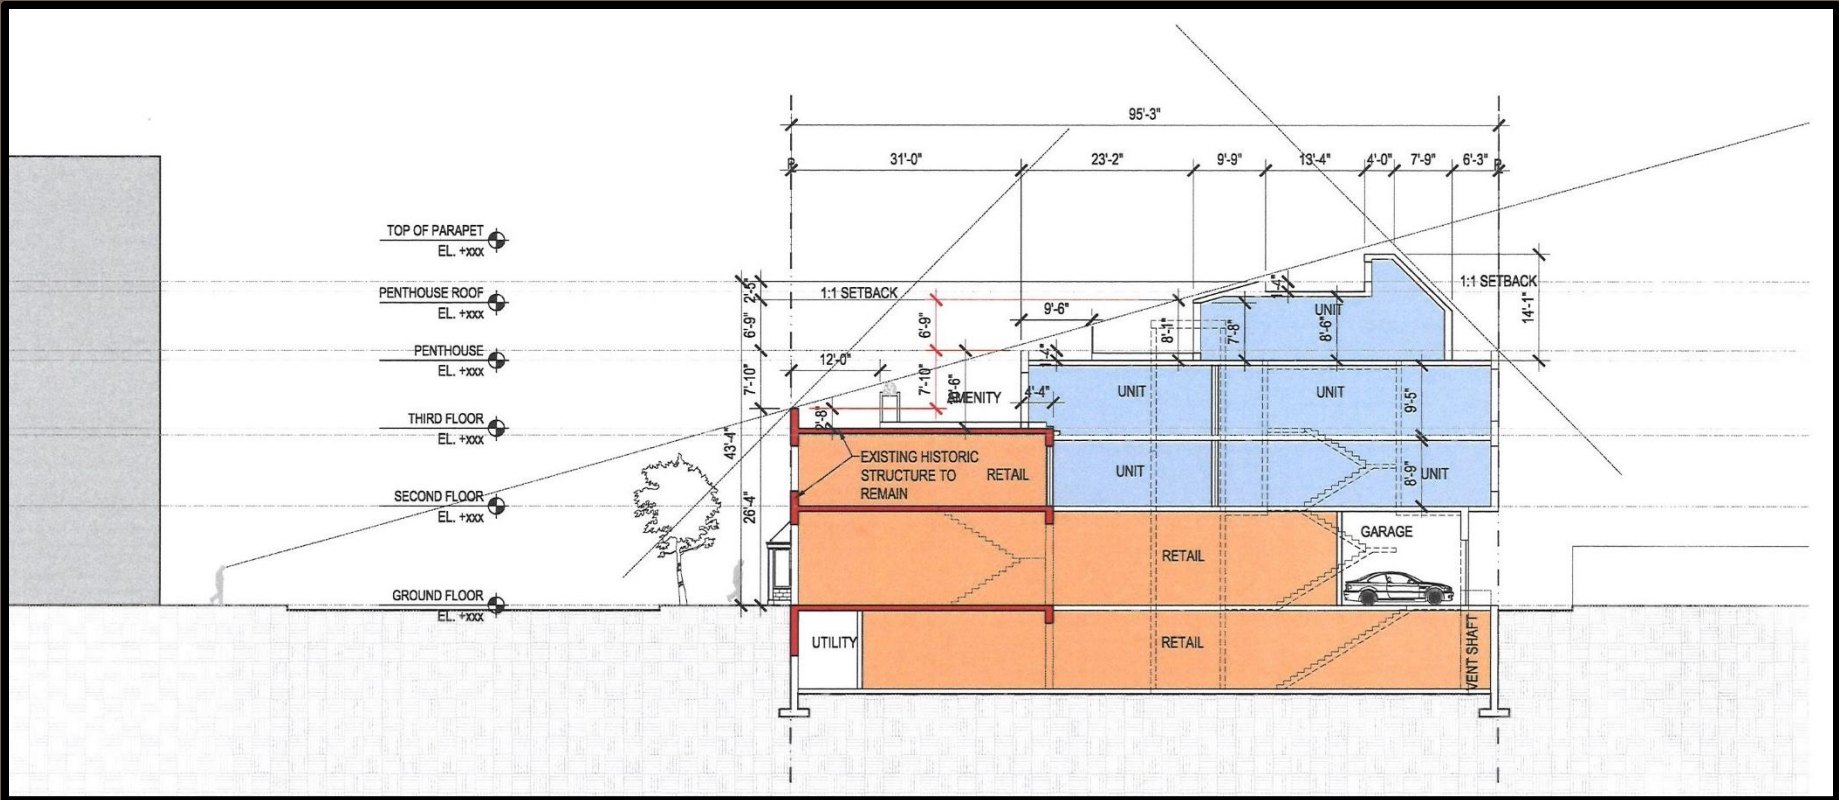 95'-3"
31'-0"
23'-2"
9'-9"
13'-4"
4'-0"
7'-9"
6'-3"
TOP OF PARAPET
EL. +xxx
PENTHOUSE ROOF
EL. +xxx
PENTHOUSE
EL. +xxx
THIRD FLOOR
EL. +xxx
SECOND FLOOR
EL. +xxx
GROUND FLOOR
EL. +xxx
2'-5"
6'-9"
7'-10"
43'-4"
26'-4"
1:1 SETBACK
12'-0"
6'-9"
7'-10"
9'-6"
AMENITY
1'-4"
4'-4"
2'-8"
8'-1"
7'-8"
1'-4"
8'-6"
UNIT
1:1 SETBACK
14'-1"
UNIT
UNIT
9'-5"
EXISTING HISTORIC
STRUCTURE TO
REMAIN
RETAIL
UNIT
8'-9"
UNIT
RETAIL
GARAGE
UTILITY
RETAIL
VENT SHAFT